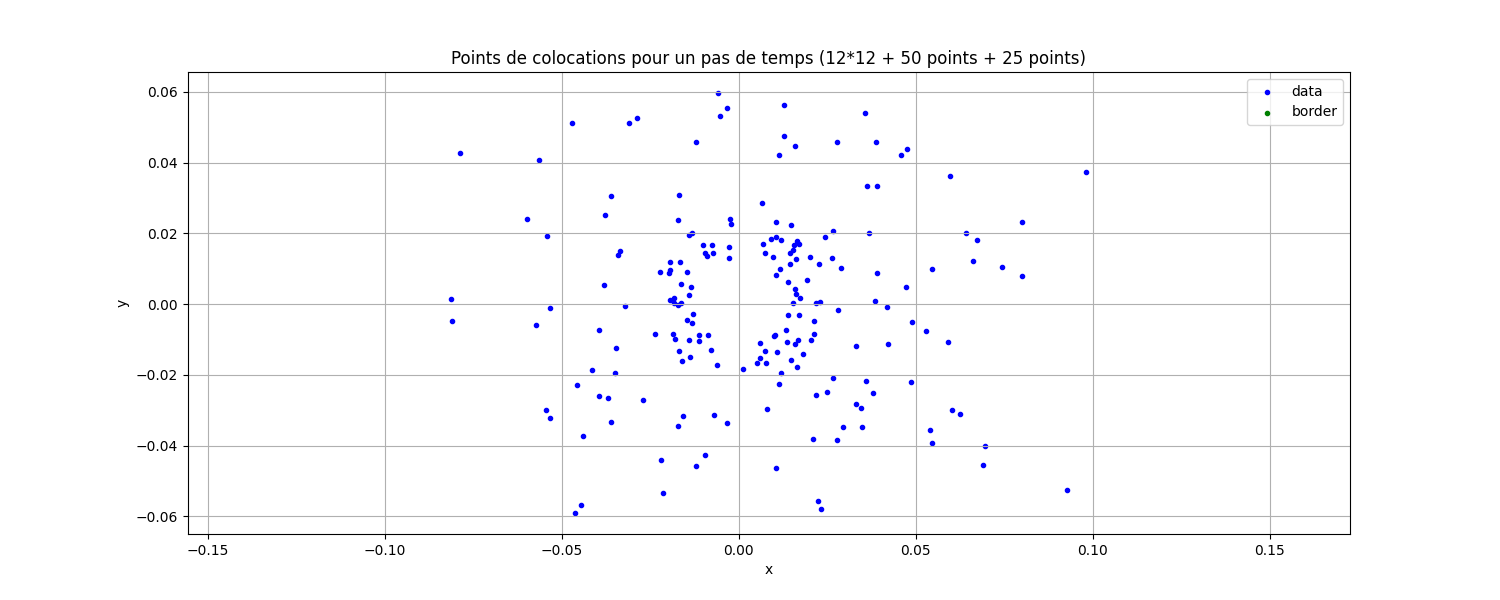 Points de colocations pour un pas de temps (12*12 + 50 points + 25 points)
data
border
0.06
0.04
0.02
0.00
−0.02
−0.04
−0.06
y
−0.15
−0.10
−0.05
0.00
0.05
0.10
0.15
x